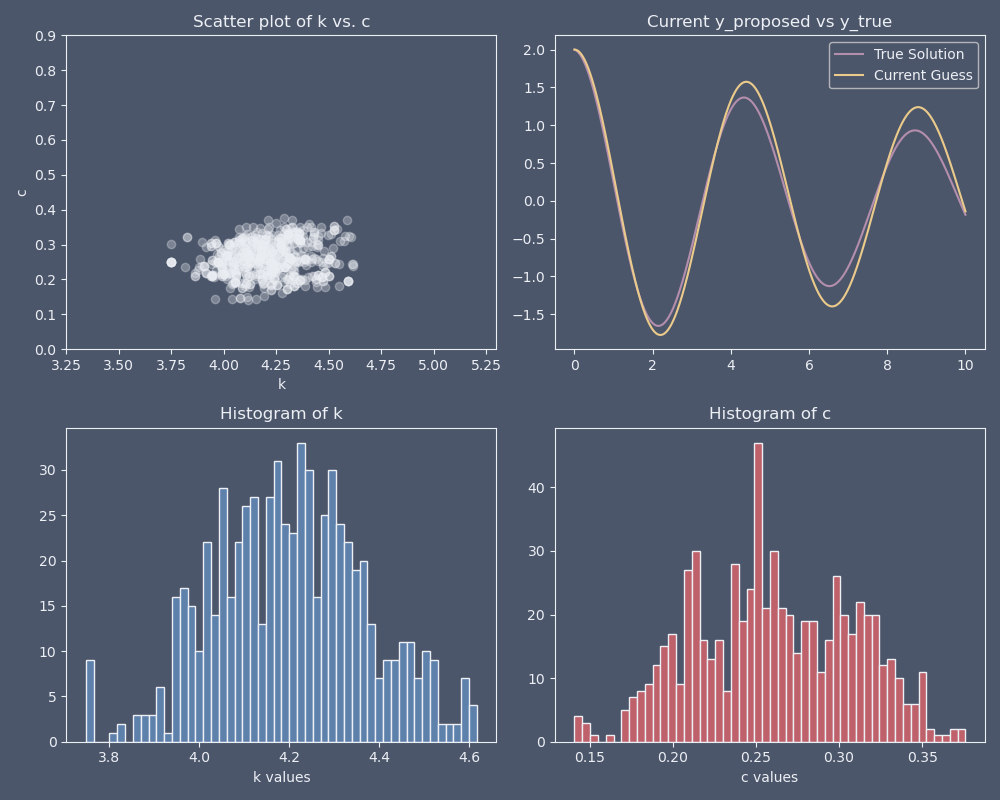 Scatter plot of k vs. c
0.9
0.8
0.7
0.6
0.5
0.4
0.3
0.2
0.1
0.0
c
3.25 3.50 3.75 4.00 4.25 4.50 4.75 5.00 5.25
k
Current y_proposed vs y_true
True Solution
Current Guess
2.0
1.5
1.0
0.5
0.0
−0.5
−1.0
−1.5
0 2 4 6 8 10
Histogram of k
30
25
20
15
10
5
0
3.8 4.0 4.2 4.4 4.6
k values
Histogram of c
40
30
20
10
0
0.15 0.20 0.25 0.30 0.35
c values